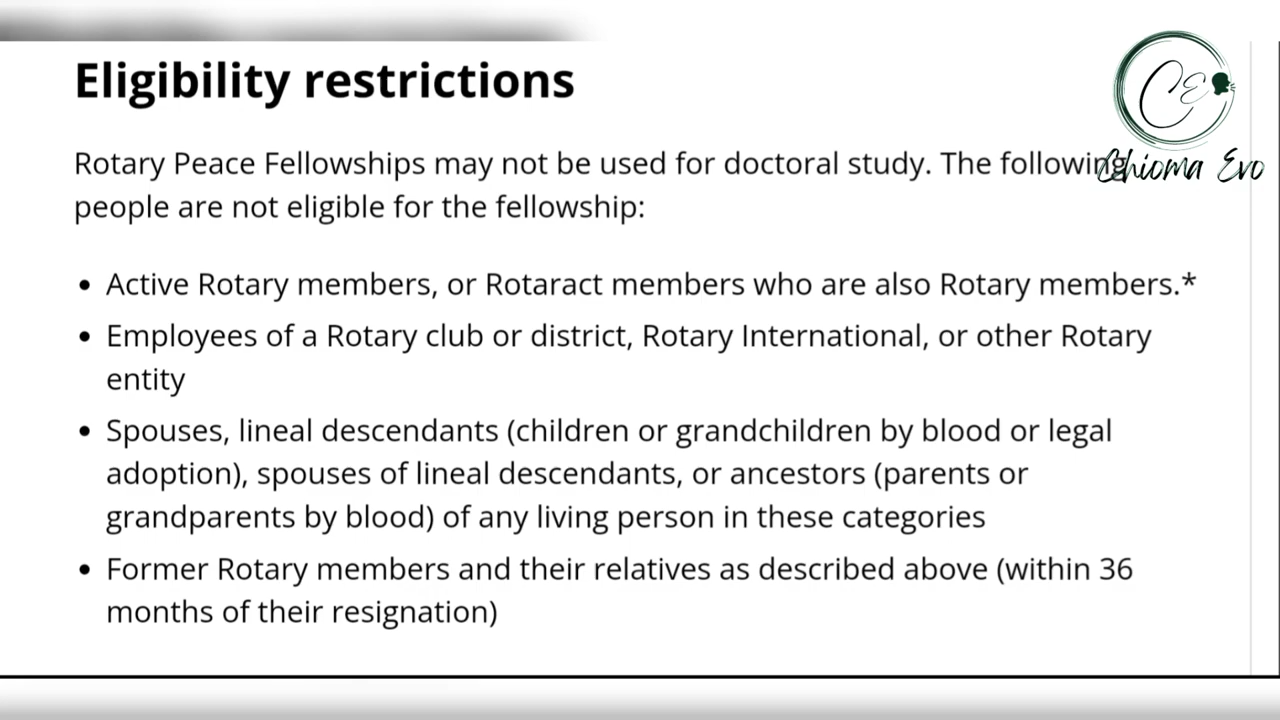 Eligibility restrictions
CE
Rotary Peace Fellowships may not be used for doctoral study. The following
Chioma Evo
people are not eligible for the fellowship:
• Active Rotary members, or Rotaract members who are also Rotary members.*
• Employees of a Rotary club or district, Rotary International, or other Rotary
entity
• Spouses, lineal descendants (children or grandchildren by blood or legal
adoption), spouses of lineal descendants, or ancestors (parents or
grandparents by blood) of any living person in these categories
• Former Rotary members and their relatives as described above (within 36
months of their resignation)